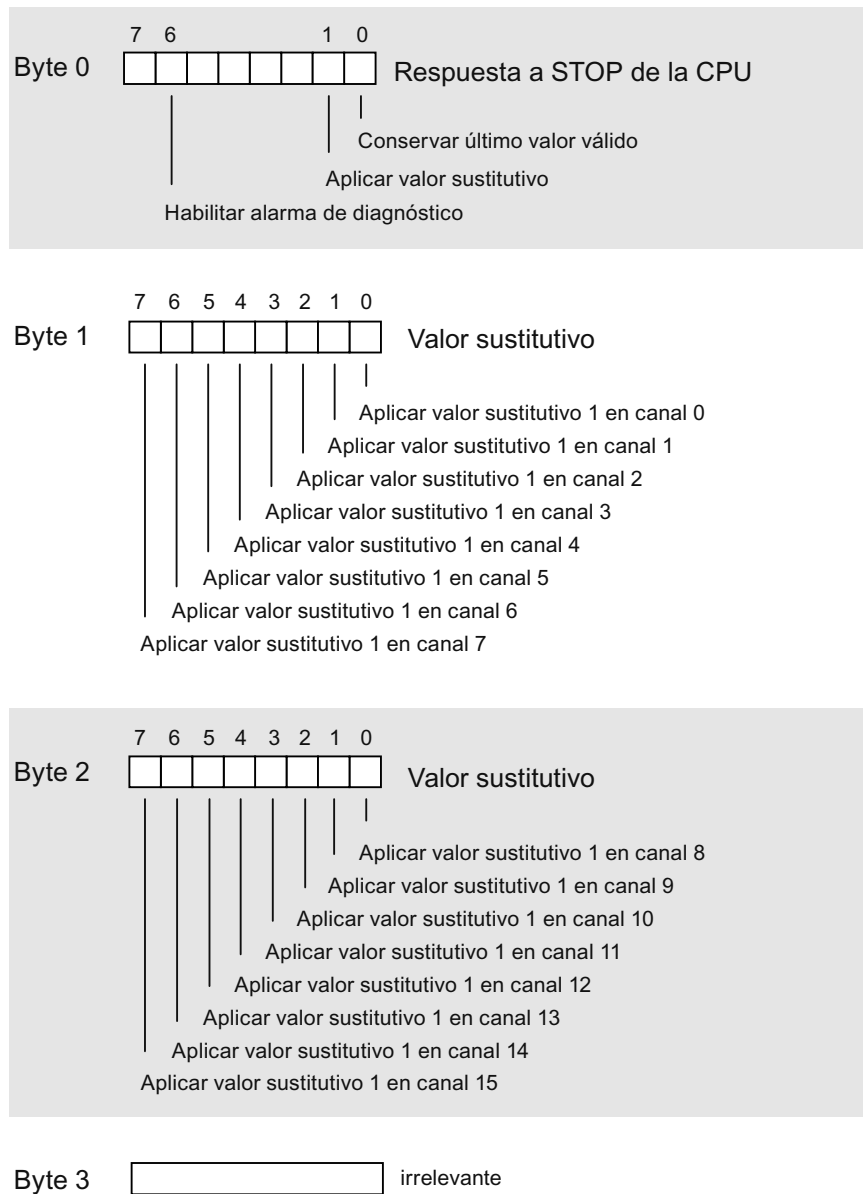 7 6 1 0
Byte 0 Respuesta a STOP de la CPU
Conservar último valor válido
Aplicar valor sustitutivo
Habilitar alarma de diagnóstico
7 6 5 4 3 2 1 0
Byte 1 Valor sustitutivo
Aplicar valor sustitutivo 1 en canal 0
Aplicar valor sustitutivo 1 en canal 1
Aplicar valor sustitutivo 1 en canal 2
Aplicar valor sustitutivo 1 en canal 3
Aplicar valor sustitutivo 1 en canal 4
Aplicar valor sustitutivo 1 en canal 5
Aplicar valor sustitutivo 1 en canal 6
Aplicar valor sustitutivo 1 en canal 7
7 6 5 4 3 2 1 0
Byte 2 Valor sustitutivo
Aplicar valor sustitutivo 1 en canal 8
Aplicar valor sustitutivo 1 en canal 9
Aplicar valor sustitutivo 1 en canal 10
Aplicar valor sustitutivo 1 en canal 11
Aplicar valor sustitutivo 1 en canal 12
Aplicar valor sustitutivo 1 en canal 13
Aplicar valor sustitutivo 1 en canal 14
Aplicar valor sustitutivo 1 en canal 15
Byte 3 irrelevante